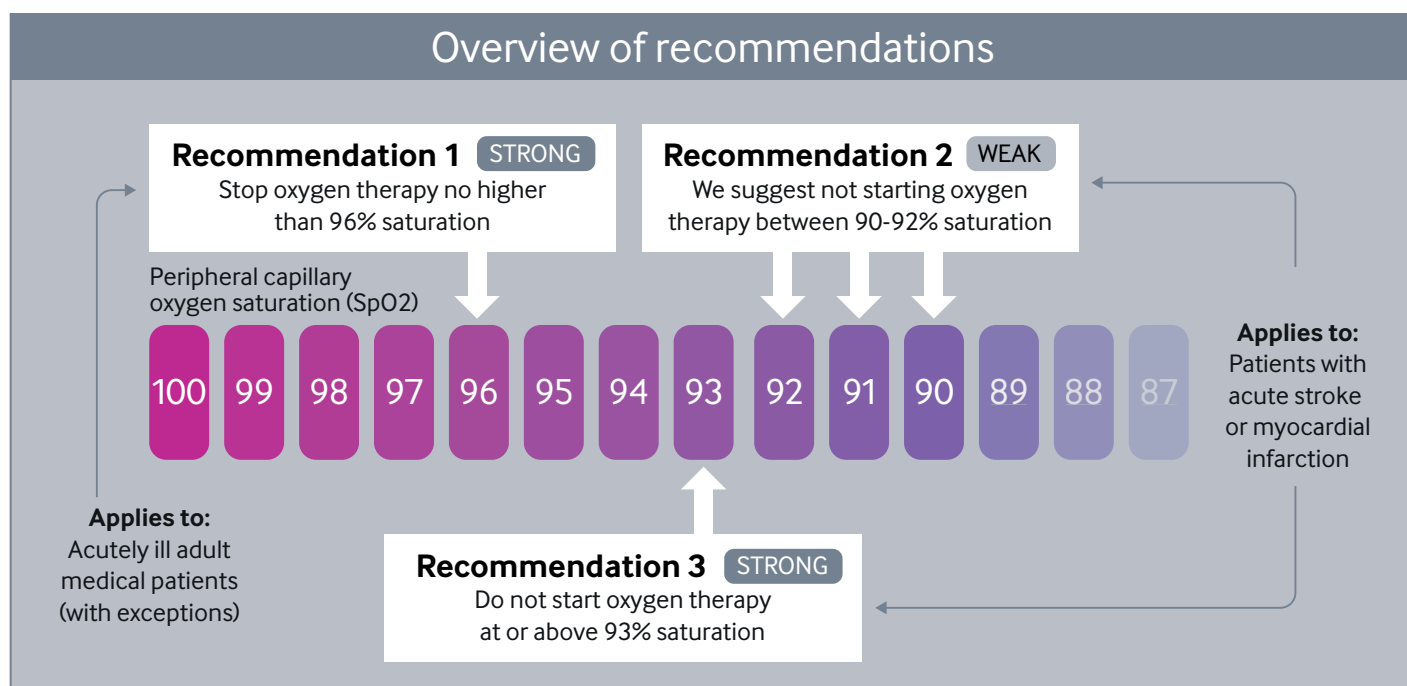 Overview of recommendations
Recommendation 1 STRONG
Stop oxygen therapy no higher
than 96% saturation
Recommendation 2 WEAK
We suggest not starting oxygen
therapy between 90-92% saturation
Peripheral capillary
oxygen saturation (SpO2)
100 99 98 97 96 95 94 93 92 91 90 89 88 87
Applies to:
Patients with
acute stroke
or myocardial
infarction
Applies to:
Acutely ill adult
medical patients
(with exceptions)
Recommendation 3 STRONG
Do not start oxygen therapy
at or above 93% saturation